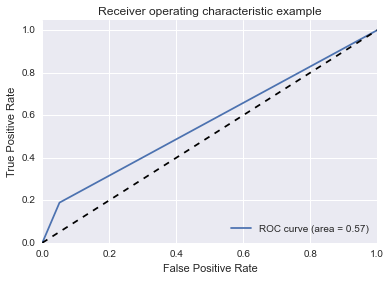 Receiver operating characteristic example
True Positive Rate
1.0
0.8
0.6
0.4
0.2
0.0
ROC curve (area = 0.57)
0.0 0.2 0.4 0.6 0.8 1.0
False Positive Rate